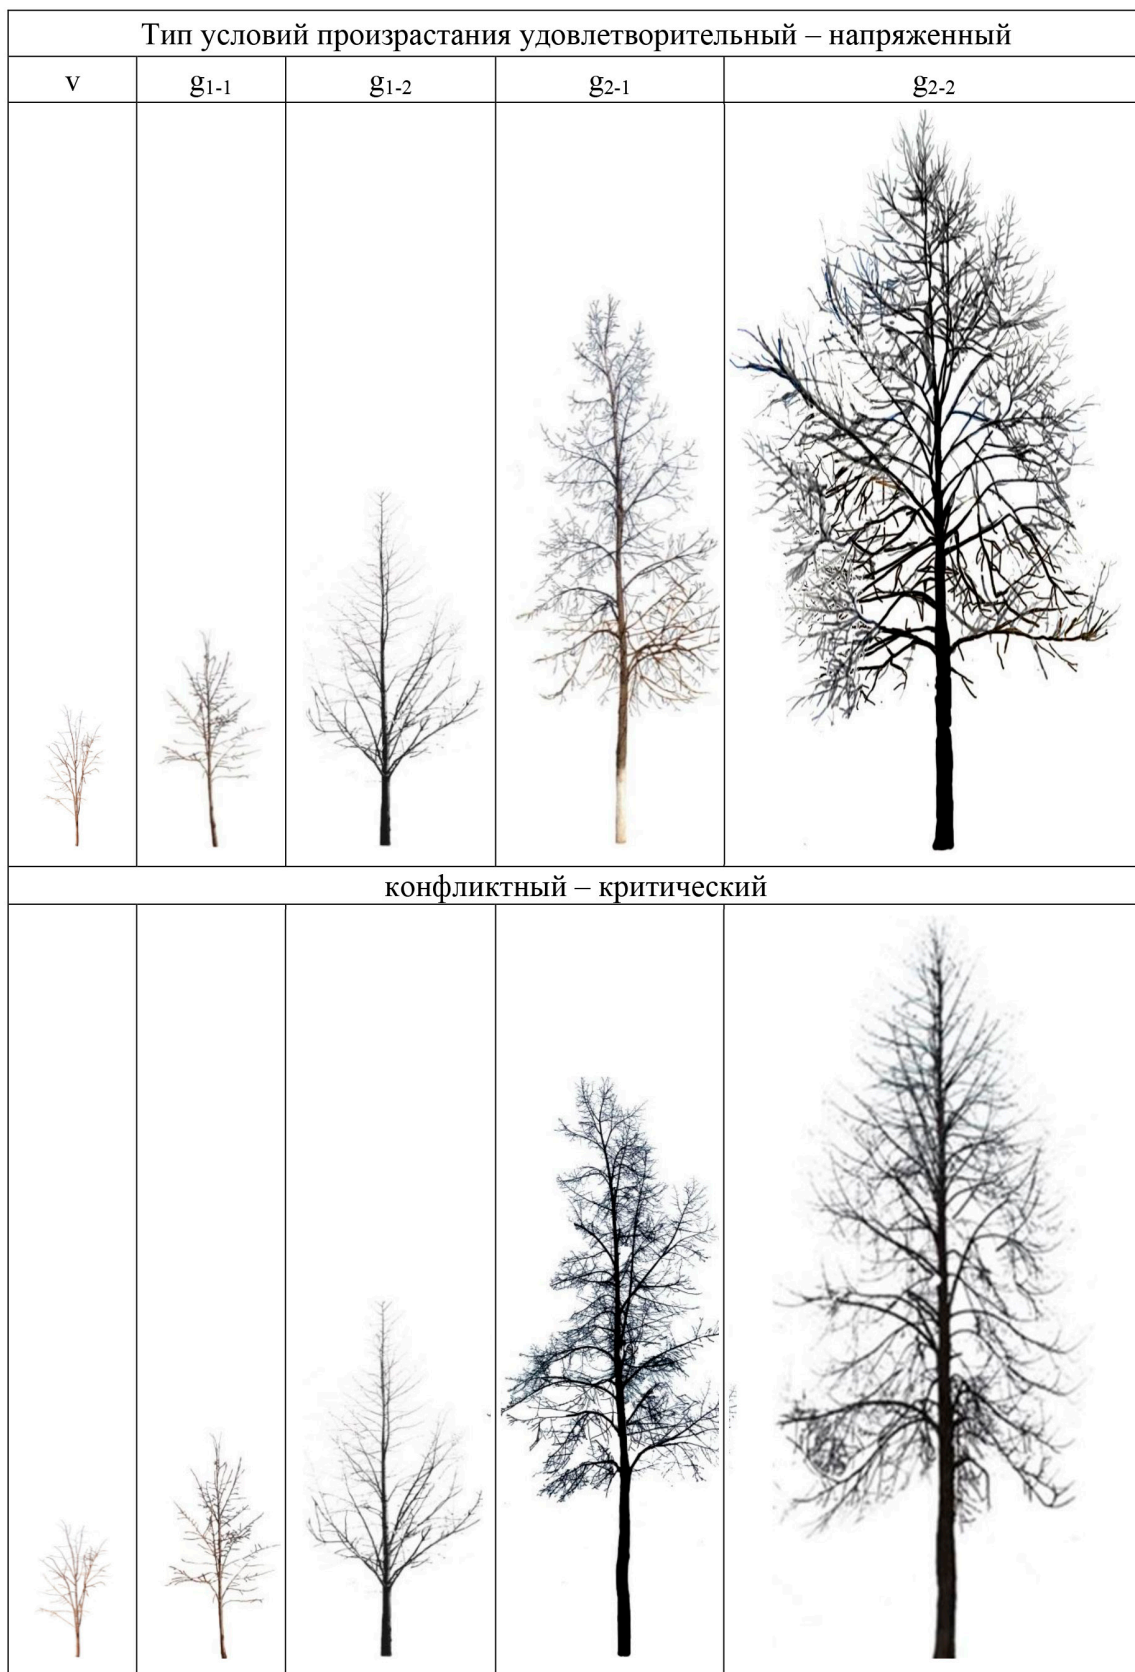 Тип условий произрастания удовлетворительный – напряженный
v g1-1 g1-2 g2-1 g2-2
конфликтный – критический